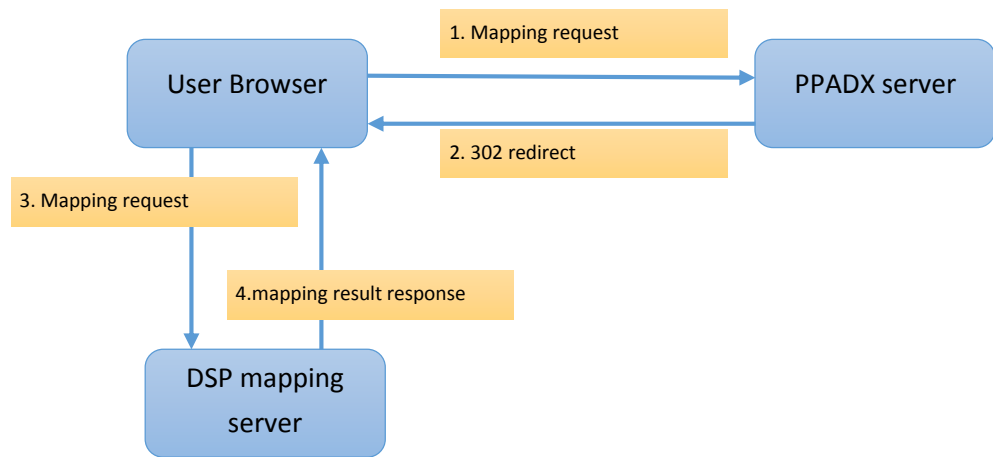 1. Mapping request
User Browser
PPADX server
2. 302 redirect
3. Mapping request
4.mapping result response
DSP mapping
server